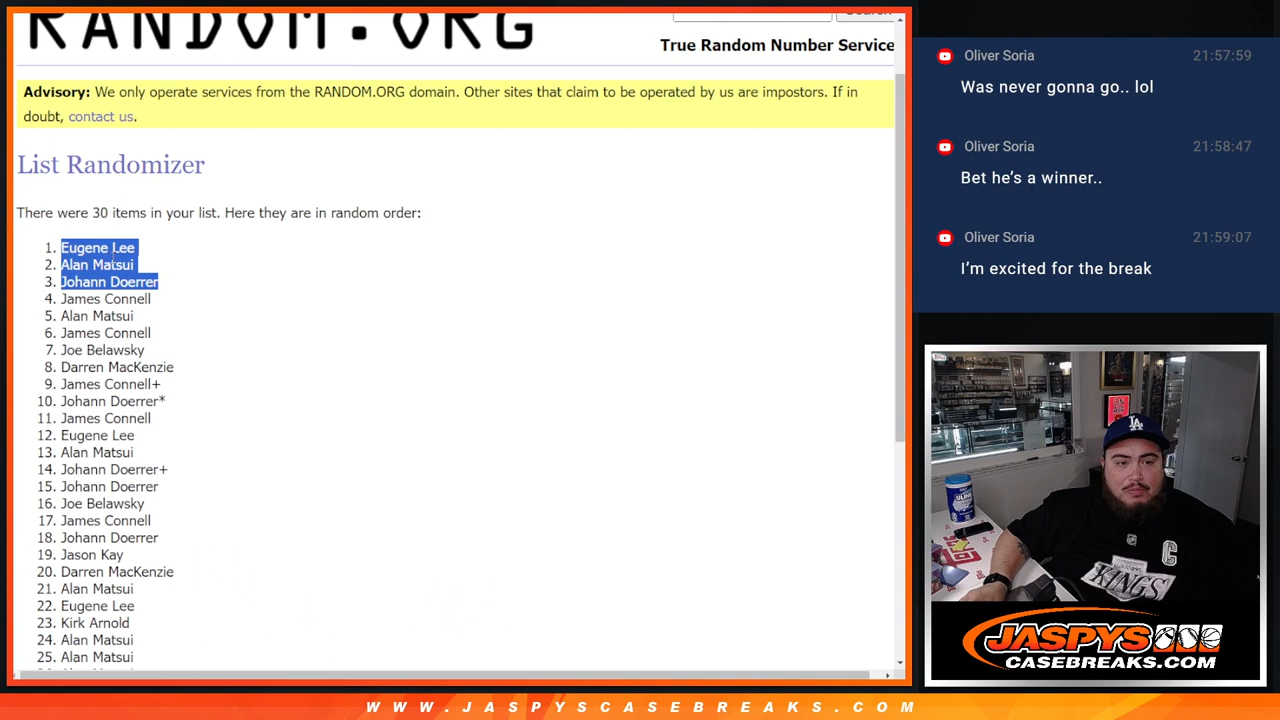 RANDOM.ORG
Search
True Random Number Service
Advisory: We only operate services from the RANDOM.ORG domain. Other sites that claim to be operated by us are impostors. If in
doubt, contact us.
List Randomizer
There were 30 items in your list. Here they are in random order:
1. Eugene Lee
2. Alan Matsui
3. Johann Doerrer
4. James Connell
5. Alan Matsui
6. James Connell
7. Joe Belawsky
8. Darren MacKenzie
9. James Connell+
10. Johann Doerrer*
11. James Connell
12. Eugene Lee
13. Alan Matsui
14. Johann Doerrer+
15. Johann Doerrer
16. Joe Belawsky
17. James Connell
18. Johann Doerrer
19. Jason Kay
20. Darren MacKenzie
21. Alan Matsui
22. Eugene Lee
23. Kirk Arnold
24. Alan Matsui
25. Alan Matsui
Oliver Soria 21:57:59
Was never gonna go.. lol
Oliver Soria 21:58:47
Bet he's a winner..
Oliver Soria 21:59:07
I'm excited for the break
LA
C
KINGS
JASPYS
CASEBREAKS.COM
WWW.JASPYSCASEBREAKS.COM